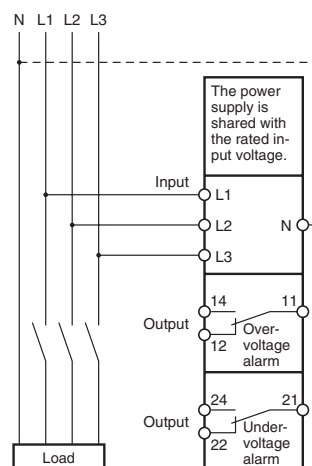 N L1 L2 L3
The power
supply is
shared with
the rated in-
put voltage.
Input
L1
L2
N
L3
14
11
Output
12
Over-
voltage
alarm
24
21
Output
22
Under-
voltage
alarm
Load